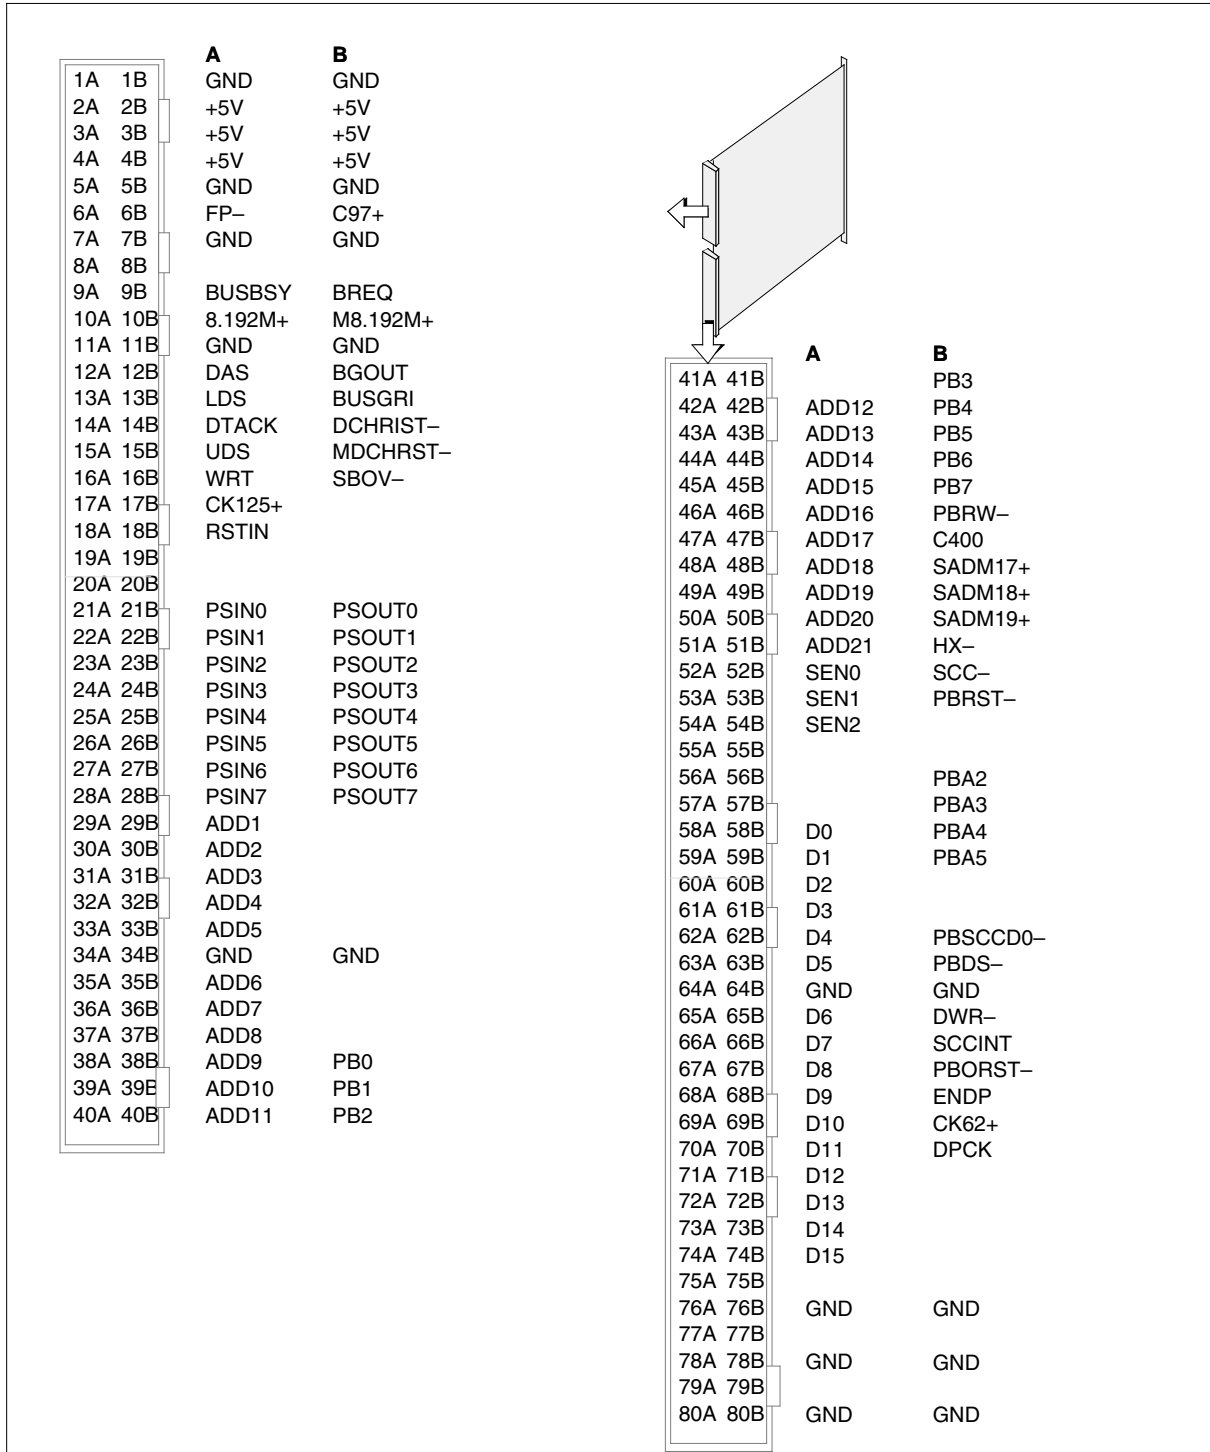 A B
1A 1B GND GND
2A 2B +5V +5V
3A 3B +5V +5V
4A 4B +5V +5V
5A 5B GND GND
6A 6B FP– C97+
7A 7B GND GND
8A 8B
9A 9B BUSBSY BREQ
10A 10B 8.192M+ M8.192M+
11A 11B GND GND
12A 12B DAS BGOUT
13A 13B LDS BUSGRI
14A 14B DTACK DCHRIST–
15A 15B UDS MDCHRST–
16A 16B WRT SBOV–
17A 17B CK125+
18A 18B RSTIN
19A 19B
20A 20B
21A 21B PSIN0 PSOUT0
22A 22B PSIN1 PSOUT1
23A 23B PSIN2 PSOUT2
24A 24B PSIN3 PSOUT3
25A 25B PSIN4 PSOUT4
26A 26B PSIN5 PSOUT5
27A 27B PSIN6 PSOUT6
28A 28B PSIN7 PSOUT7
29A 29B ADD1
30A 30B ADD2
31A 31B ADD3
32A 32B ADD4
33A 33B ADD5
34A 34B GND GND
35A 35B ADD6
36A 36B ADD7
37A 37B ADD8
38A 38B ADD9 PB0
39A 39B ADD10 PB1
40A 40B ADD11 PB2
A B
41A 41B PB3
42A 42B ADD12 PB4
43A 43B ADD13 PB5
44A 44B ADD14 PB6
45A 45B ADD15 PB7
46A 46B ADD16 PBRW–
47A 47B ADD17 C400
48A 48B ADD18 SADM17+
49A 49B ADD19 SADM18+
50A 50B ADD20 SADM19+
51A 51B ADD21 HX–
52A 52B SEN0 SCC–
53A 53B SEN1 PBRST–
54A 54B SEN2
55A 55B
56A 56B PBA2
57A 57B PBA3
58A 58B D0 PBA4
59A 59B D1 PBA5
60A 60B D2
61A 61B D3
62A 62B D4 PBSCCD0–
63A 63B D5 PBDS–
64A 64B GND GND
65A 65B D6 DWR–
66A 66B D7 SCCINT
67A 67B D8 PBORST–
68A 68B D9 ENDP
69A 69B D10 CK62+
70A 70B D11 DPCK
71A 71B D12
72A 72B D13
73A 73B D14
74A 74B D15
75A 75B
76A 76B GND GND
77A 77B
78A 78B GND GND
79A 79B
80A 80B GND GND